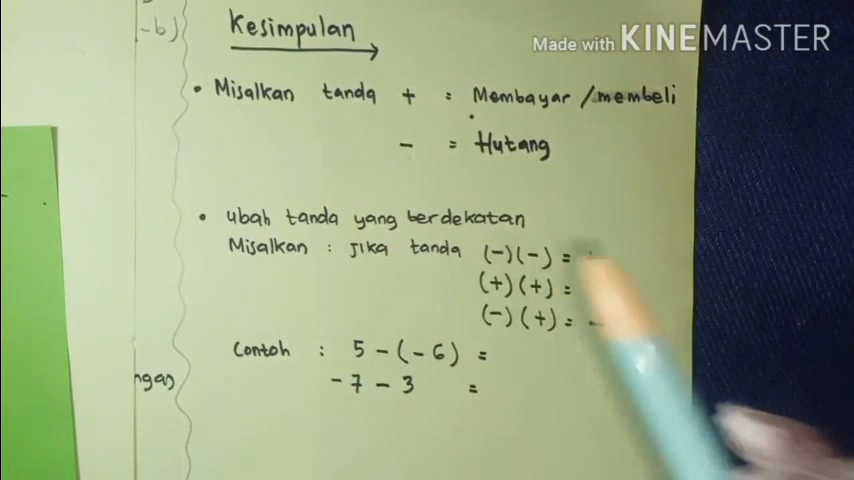 -b)
Kesimpulan
Made with KINEMASTER
• Misalkan tanda + = Membayar / membeli
- = Hutang
• ubah tanda yang berdekatan
Misalkan : jika tanda (-)(-) = +
(+)(+) =
(-)(+) = -
Contoh : 5 - (-6) =
ngan
-7 - 3 =